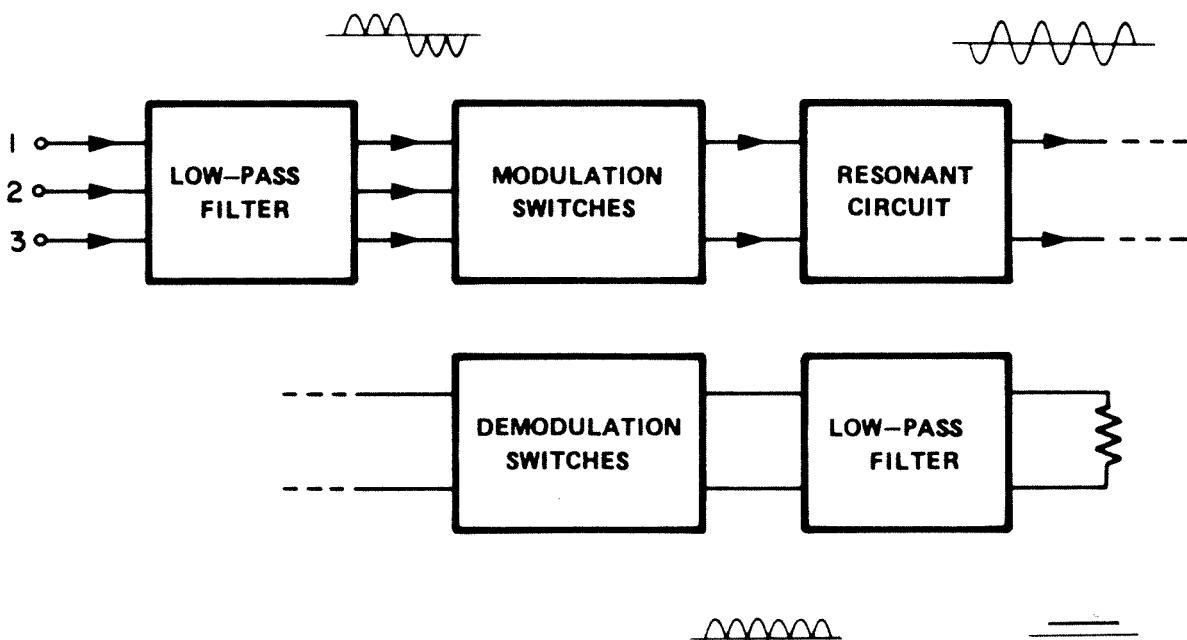 1
2
3
LOW-PASS
FILTER
MODULATION
SWITCHES
RESONANT
CIRCUIT
DEMODULATION
SWITCHES
LOW-PASS
FILTER